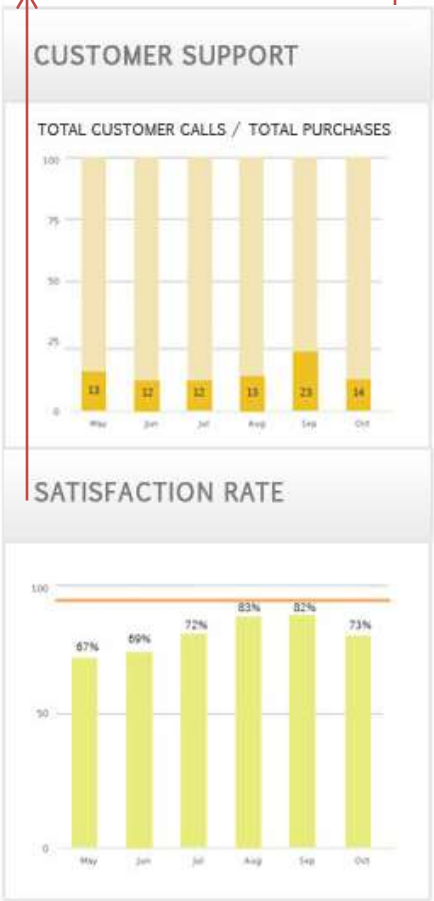 CUSTOMER SUPPORT
TOTAL CUSTOMER CALLS / TOTAL PURCHASES
100
75
50
25
0
13 12 12 13 23 14
May Jun Jul Aug Sep Oct
SATISFACTION RATE
100
50
0
67% 69% 72% 83% 82% 73%
May Jun Jul Aug Sep Oct